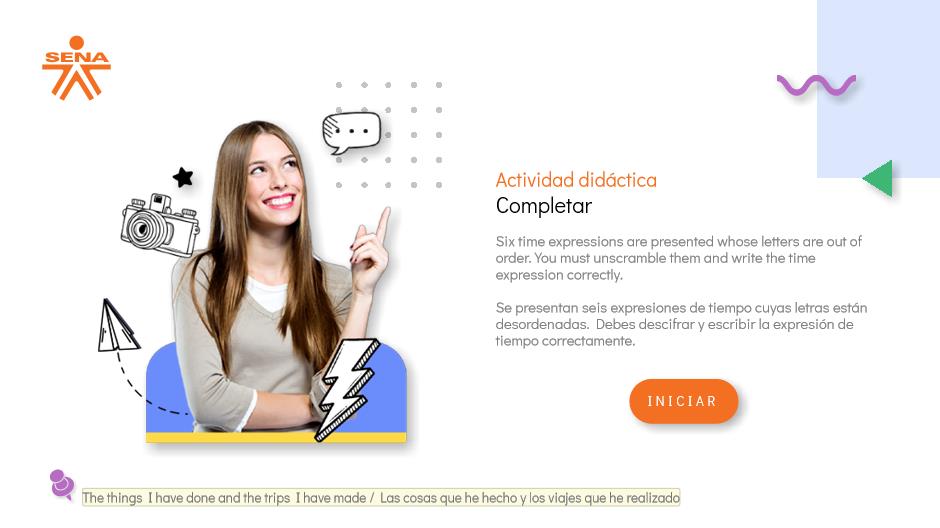 SENA
Actividad didáctica
Completar
Six time expressions are presented whose letters are out of
order. You must unscramble them and write the time
expression correctly.
Se presentan seis expresiones de tiempo cuyas letras están
desordenadas. Debes descifrar y escribir la expresión de
tiempo correctamente.
INICIAR
The things I have done and the trips I have made / Las cosas que he hecho y los viajes que he realizado